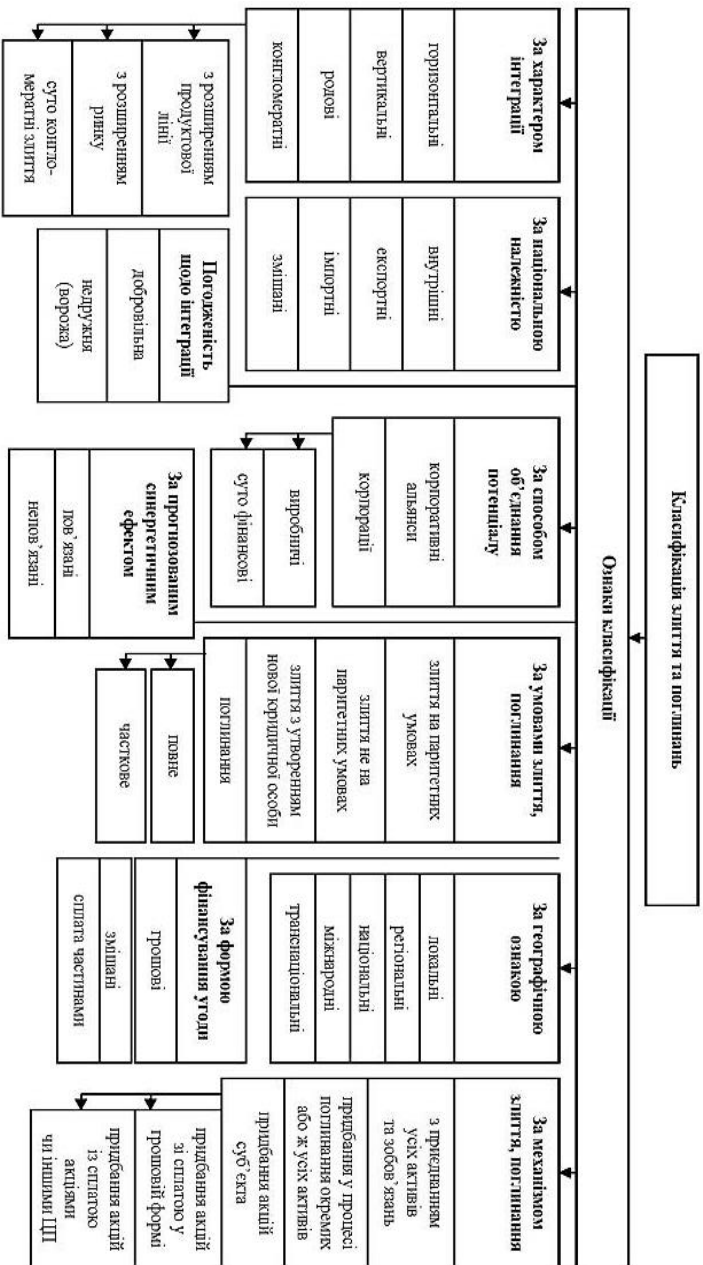 Класифікація злиття та поглинань
Ознаки класифікації
За характером
інтеграції
горизонтальні
вертикальні
родові
конгломератні
з розширенням
продуктової
лінії
з розширенням
ринку
суто конгло-
мератні злиття
За національною
належністю
внутрішні
експортні
імпортні
змішані
Погодженість
щодо інтеграції
добровільна
недружня
(ворожа)
За способом
об’єднання
потенціалу
корпоративні
альянси
корпорації
виробничі
суто фінансові
За прогнозованим
синергетичним
ефектом
пов’язані
непов’язані
За умовами злиття,
поглинання
злиття на паритетних
умовах
злиття не на
паритетних умовах
злиття з утворенням
нової юридичної особи
поглинання
повне
часткове
За географічною
ознакою
локальні
регіональні
національні
міжнародні
транснаціональні
За формою
фінансування угоди
грошові
змішані
сплата частинами
За механізмом
злиття, поглинання
з приєднанням
усіх активів
та зобов’язань
придбання у процесі
поглинання окремих
або ж усіх активів
придбання акцій
суб’єкта
придбання акцій
зі сплатою у
грошовій формі
придбання акцій
із сплатою
акціями
чи іншими ЦП